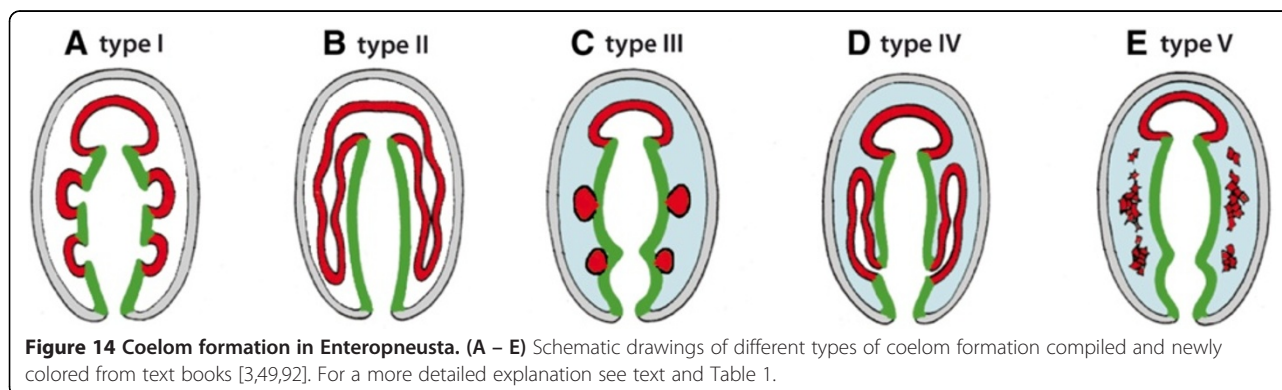 A type I B type II C type III D type IV E type V
Figure 14 Coelom formation in Enteropneusta. (A – E) Schematic drawings of different types of coelom formation compiled and newly
colored from text books [3,49,92]. For a more detailed explanation see text and Table 1.